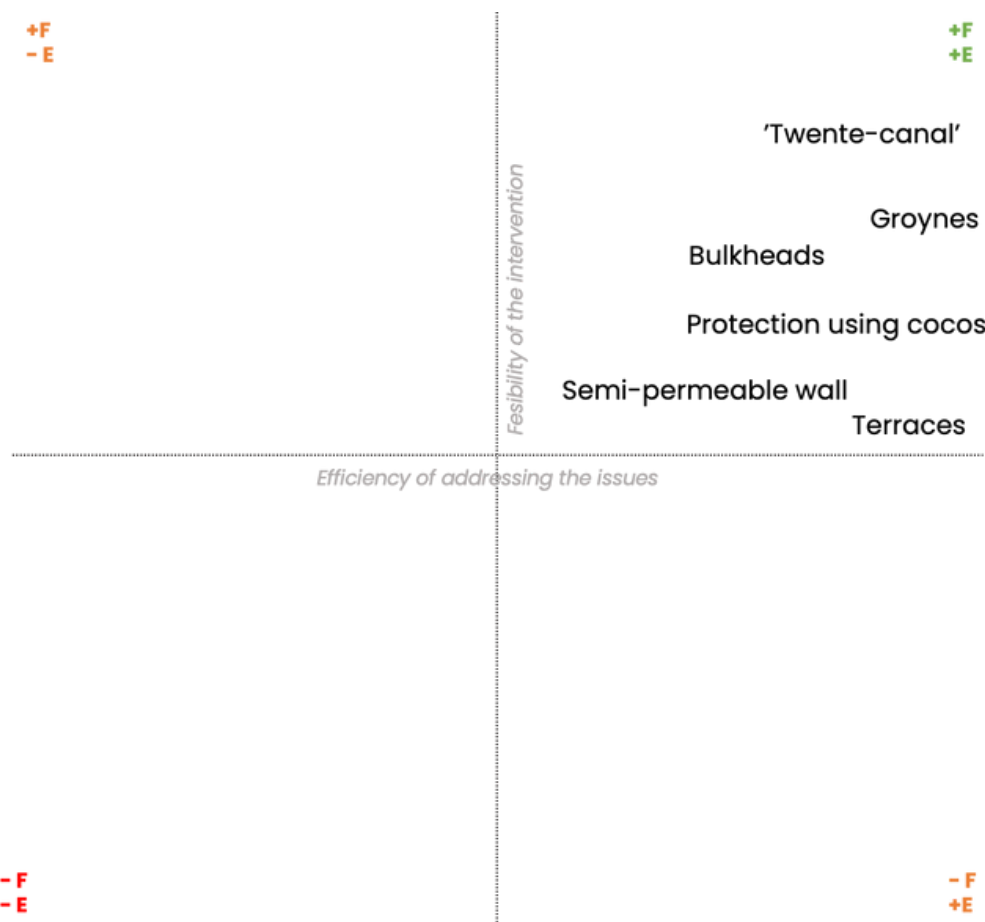 +F
- E
+F
+E
'Twente-canal'
Fesibility of the intervention
Groynes
Bulkheads
Protection using cocos
Semi-permeable wall
Terraces
Efficiency of addressing the issues
- F
- E
- F
+E